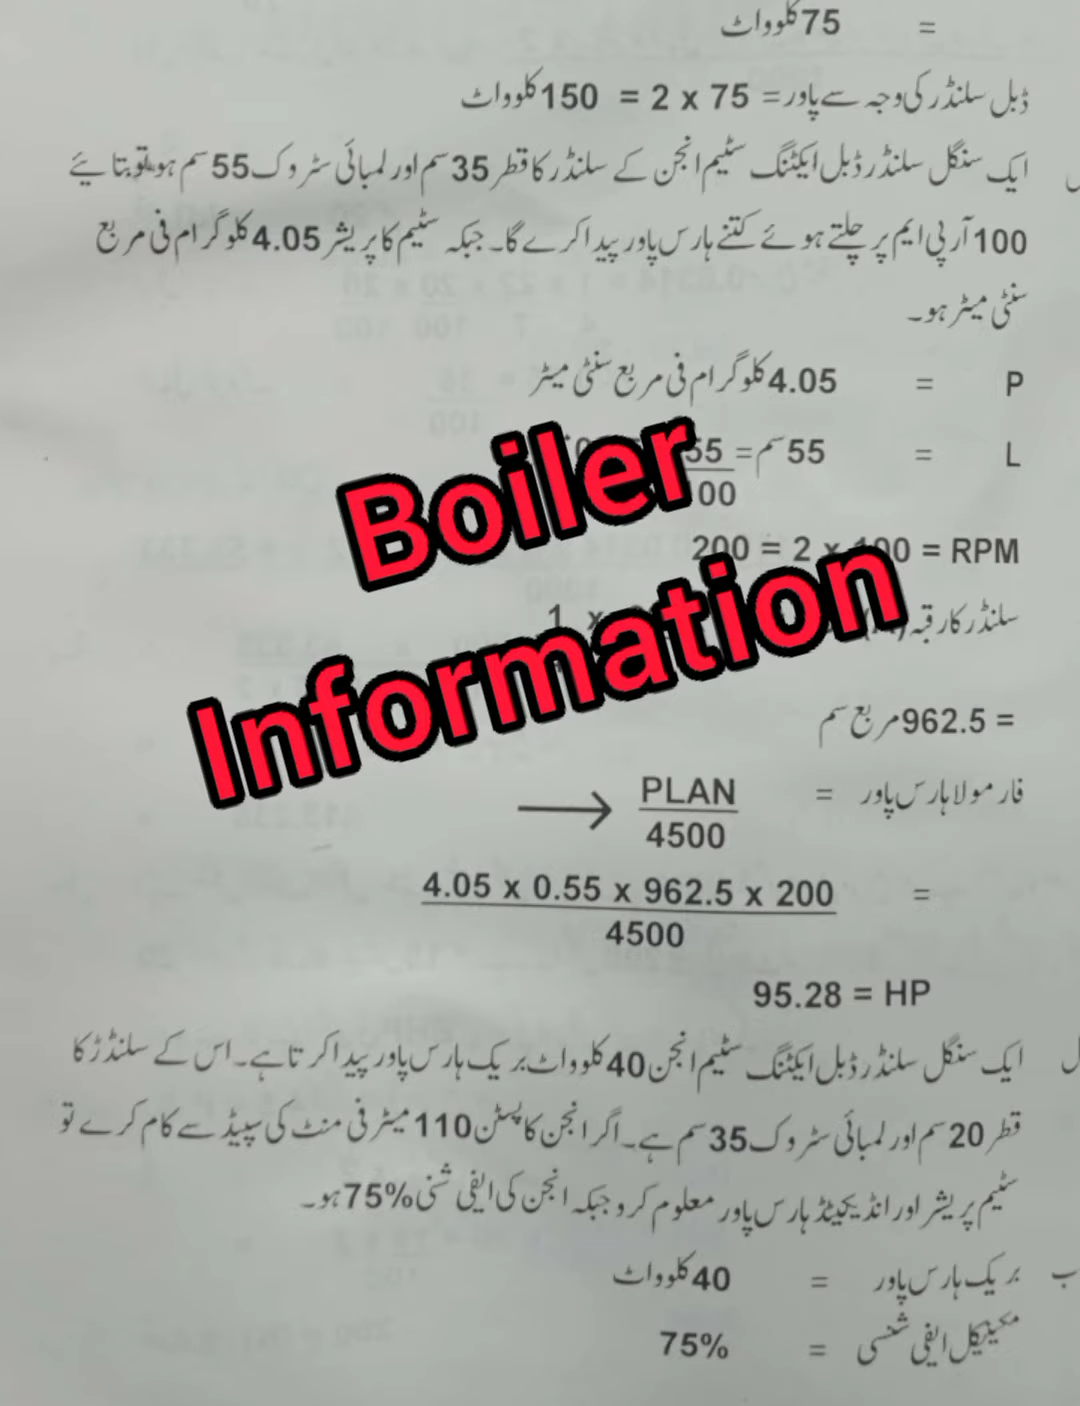 = 75 کلوواٹ
ڈبل سلنڈر کی وجہ سے پاور = 75 x 2 = 150 کلوواٹ
ایک سنگل سلنڈر ڈبل ایکٹنگ سٹیم انجن کے سلنڈر کا قطر 35 سم اور لمبائی سٹروک 55 سم ہو تو بتایئے
100 آر پی ایم پر چلتے ہوئے کتنے ہارس پاور پیدا کرے گا۔ جبکہ سٹیم کا پریشر 4.05 کلوگرام فی مربع
سنٹی میٹر ہو۔
P = 4.05 کلوگرام فی مربع سنٹی میٹر
L = 55 سم = 55
00
200 = 2 x 100 = RPM
سلنڈر کا رقبہ 1 x
= 962.5 مربع سم
فارمولا ہارس پاور = PLAN
4500
= 4.05 x 0.55 x 962.5 x 200
4500
95.28 = HP
ایک سنگل سلنڈر ڈبل ایکٹنگ سٹیم انجن 40 کلوواٹ بریک ہارس پاور پیدا کرتا ہے۔ اس کے سلنڈڑ کا
قطر 20 سم اور لمبائی سٹروک 35 سم ہے۔ اگر انجن کا پسٹن 110 میٹر فی منٹ کی سپیڈ سے کام کرے تو
سٹیم پریشر اور انڈیکیٹڈ ہارس پاور معلوم کرو جبکہ انجن کی ایفی شنی 75% ہو۔
ب بریک ہارس پاور = 40 کلوواٹ
مکینیکل ایفی شنسی = 75%
Boiler
Information